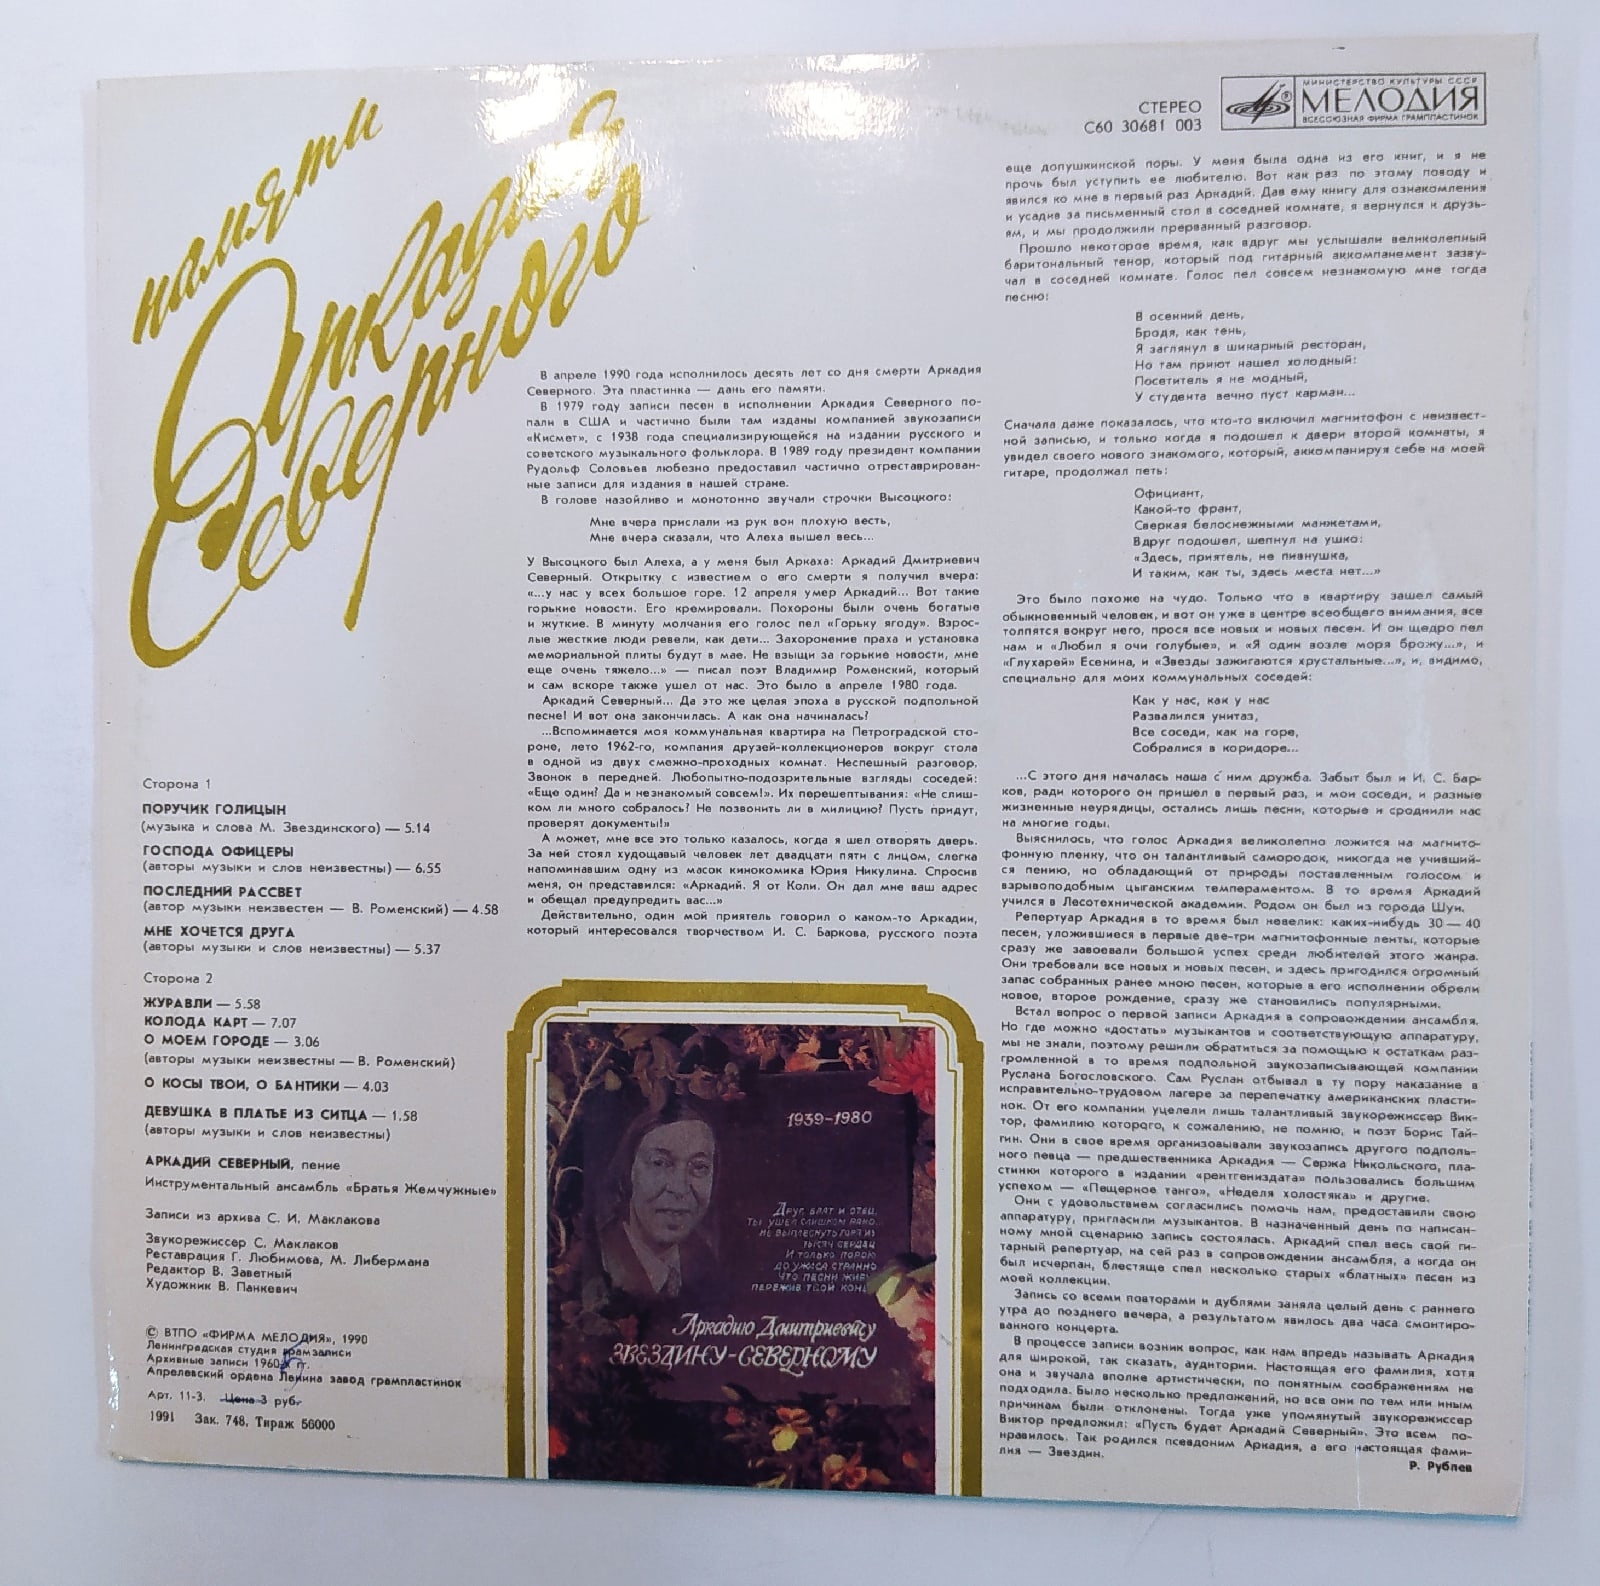 памяти
Аркадия
Северного
СТЕРЕО
С60 30681 003
МИНИСТЕРСТВО КУЛЬТУРЫ СССР
МЕЛОДИЯ
ВСЕСОЮЗНАЯ ФИРМА ГРАМПЛАСТИНОК
Сторона 1
ПОРУЧИК ГОЛИЦЫН
(музыка и слова М. Звездинского) — 5.14
ГОСПОДА ОФИЦЕРЫ
(авторы музыки и слов неизвестны) — 6.55
ПОСЛЕДНИЙ РАССВЕТ
(автор музыки неизвестен — В. Роменский) — 4.58
МНЕ ХОЧЕТСЯ ДРУГА
(авторы музыки и слов неизвестны) — 5.37
Сторона 2
ЖУРАВЛИ — 5.58
КОЛОДА КАРТ — 7.07
О МОЕМ ГОРОДЕ — 3.06
(авторы музыки неизвестны — В. Роменский)
О КОСЫ ТВОИ, О БАНТИКИ — 4.03
ДЕВУШКА В ПЛАТЬЕ ИЗ СИТЦА — 1.58
(авторы музыки и слов неизвестны)
АРКАДИЙ СЕВЕРНЫЙ, пение
Инструментальный ансамбль «Братья Жемчужные»
Записи из архива С. И. Маклакова
Звукорежиссер С. Маклаков
Реставрация Г. Любимова, М. Либермана
Редактор В. Заветный
Художник В. Панкевич
© ВТПО «ФИРМА МЕЛОДИЯ», 1990
Ленинградская студия грамзаписи
Архивные записи 1960-х гг.
Апрелевский ордена Ленина завод грампластинок
Арт. 11-3. Цена 3 руб.
1991 Зак. 748. Тираж 56000
В апреле 1990 года исполнилось десять лет со дня смерти Аркадия
Северного. Эта пластинка — дань его памяти.
В 1979 году записи песен в исполнении Аркадия Северного по-
пали в США и частично были там изданы компанией звукозаписи
«Кисмет», с 1938 года специализирующейся на издании русского и
советского музыкального фольклора. В 1989 году президент компании
Рудольф Соловьев любезно предоставил частично отреставрирован-
ные записи для издания в нашей стране.
В голове назойливо и монотонно звучали строчки Высоцкого:
Мне вчера прислали из рук вон плохую весть,
Мне вчера сказали, что Алеха вышел весь...
У Высоцкого был Алеха, а у меня был Аркаха: Аркадий Дмитриевич
Северный. Открытку с известием о его смерти я получил вчера:
«...у нас у всех большое горе. 12 апреля умер Аркадий... Вот такие
горькие новости. Его кремировали. Похороны были очень богатые
и жуткие. В минуту молчания его голос пел «Горьку ягоду». Взрос-
лые жесткие люди ревели, как дети... Захоронение праха и установка
мемориальной плиты будут в мае. Не взыщи за горькие новости, мне
еще очень тяжело...» — писал поэт Владимир Роменский, который
и сам вскоре также ушел от нас. Это было в апреле 1980 года.
Аркадий Северный... Да это же целая эпоха в русской подпольной
песне! И вот она закончилась. А как она начиналась?
...Вспоминается моя коммунальная квартира на Петроградской сто-
роне, лето 1962-го, компания друзей-коллекционеров вокруг стола
в одной из двух смежно-проходных комнат. Неспешный разговор.
Звонок в передней. Любопытно-подозрительные взгляды соседей:
«Еще один? Да и незнакомый совсем!». Их перешептывания: «Не слиш-
ком ли много собралось? Не позвонить ли в милицию? Пусть придут,
проверят документы!»
А может, мне все это только казалось, когда я шел отворять дверь.
За ней стоял худощавый человек лет двадцати пяти с лицом, слегка
напоминавшим одну из масок кинокомика Юрия Никулина. Спросив
меня, он представился: «Аркадий. Я от Коли. Он дал мне ваш адрес
и обещал предупредить вас...»
Действительно, один мой приятель говорил о каком-то Аркадии,
который интересовался творчеством И. С. Баркова, русского поэта
еще допушкинской поры. У меня была одна из его книг, и я не
прочь был уступить ее любителю. Вот как раз по этому поводу и
явился ко мне в первый раз Аркадий. Дав ему книгу для ознакомления
и усадив за письменный стол в соседней комнате, я вернулся к друзь-
ям, и мы продолжили прерванный разговор.
Прошло некоторое время, как вдруг мы услышали великолепный
баритональный тенор, который под гитарный аккомпанемент зазву-
чал в соседней комнате. Голос пел совсем незнакомую мне тогда
песню:
В осенний день,
Бродя, как тень,
Я заглянул в шикарный ресторан,
Но там приют нашел холодный:
Посетитель я не модный,
У студента вечно пуст карман...
Сначала даже показалось, что кто-то включил магнитофон с неизвест-
ной записью, и только когда я подошел к двери второй комнаты, я
увидел своего нового знакомого, который, аккомпанируя себе на моей
гитаре, продолжал петь:
Официант,
Какой-то франт,
Сверкая белоснежными манжетами,
Вдруг подошел, шепнул на ушко:
«Здесь, приятель, не пивнушка,
И таким, как ты, здесь места нет...»
Это было похоже на чудо. Только что в квартиру зашел самый
обыкновенный человек, и вот он уже в центре всеобщего внимания, все
толпятся вокруг него, прося все новых и новых песен. И он щедро пел
нам и «Любил я очи голубые», и «Я один возле моря брожу...», и
«Глухарей» Есенина, и «Звезды зажигаются хрустальные...», и, видимо,
специально для моих коммунальных соседей:
Как у нас, как у нас
Развалился унитаз,
Все соседи, как на горе,
Собралися в коридоре...
...С этого дня началась наша с ним дружба. Забыт был и И. С. Бар-
ков, ради которого он пришел в первый раз, и мои соседи, и разные
жизненные неурядицы, остались лишь песни, которые и сроднили нас
на многие годы.
Выяснилось, что голос Аркадия великолепно ложится на магнито-
фонную пленку, что он талантливый самородок, никогда не учивший-
ся пению, но обладающий от природы поставленным голосом и
взрывоподобным цыганским темпераментом. В то время Аркадий
учился в Лесотехнической академии. Родом он был из города Шуи.
Репертуар Аркадия в то время был невелик: каких-нибудь 30 — 40
песен, уложившиеся в первые две-три магнитофонные ленты, которые
сразу же завоевали большой успех среди любителей этого жанра.
Они требовали все новых и новых песен, и здесь пригодился огромный
запас собранных ранее мною песен, которые в его исполнении обрели
новое, второе рождение, сразу же становились популярными.
Встал вопрос о первой записи Аркадия в сопровождении ансамбля.
Но где можно «достать» музыкантов и соответствующую аппаратуру,
мы не знали, поэтому решили обратиться за помощью к остаткам раз-
громленной в то время подпольной звукозаписывающей компании
Руслана Богословского. Сам Руслан отбывал в ту пору наказание в
исправительно-трудовом лагере за перепечатку американских пласти-
нок. От его компании уцелели лишь талантливый звукорежиссер Вик-
тор, фамилию которого, к сожалению, не помню, и поэт Борис Тай-
гин. Они в свое время организовывали звукозапись другого подполь-
ного певца — предшественника Аркадия — Сержа Никольского, пла-
стинки которого в издании «рентгениздата» пользовались большим
успехом — «Пещерное танго», «Неделя холостяка» и другие.
Они с удовольствием согласились помочь нам, предоставили свою
аппаратуру, пригласили музыкантов. В назначенный день по написан-
ному мной сценарию запись состоялась. Аркадий спел весь свой ги-
тарный репертуар, на сей раз в сопровождении ансамбля, а когда он
был исчерпан, блестяще спел несколько старых «блатных» песен из
моей коллекции.
Запись со всеми повторами и дублями заняла целый день с раннего
утра до позднего вечера, а результатом явилось два часа смонтиро-
ванного концерта.
В процессе записи возник вопрос, как нам впредь называть Аркадия
для широкой, так сказать, аудитории. Настоящая его фамилия, хотя
она и звучала вполне артистически, по понятным соображениям не
подходила. Было несколько предложений, но все они по тем или иным
причинам были отклонены. Тогда уже упомянутый звукорежиссер
Виктор предложил: «Пусть будет Аркадий Северный». Это всем по-
нравилось. Так родился псевдоним Аркадия, а его настоящая фами-
лия — Звездин.
Р. Рублев
1939-1980
Друг, брат и отец,
Ты ушел слишком рано...
Не выплеснуть горя из
тысяч сердец
И только порою
до ужаса странно
Что песни живу
пережив твой конец
Аркадию Дмитриевичу
ЗВЕЗДИНУ-СЕВЕРНОМУ